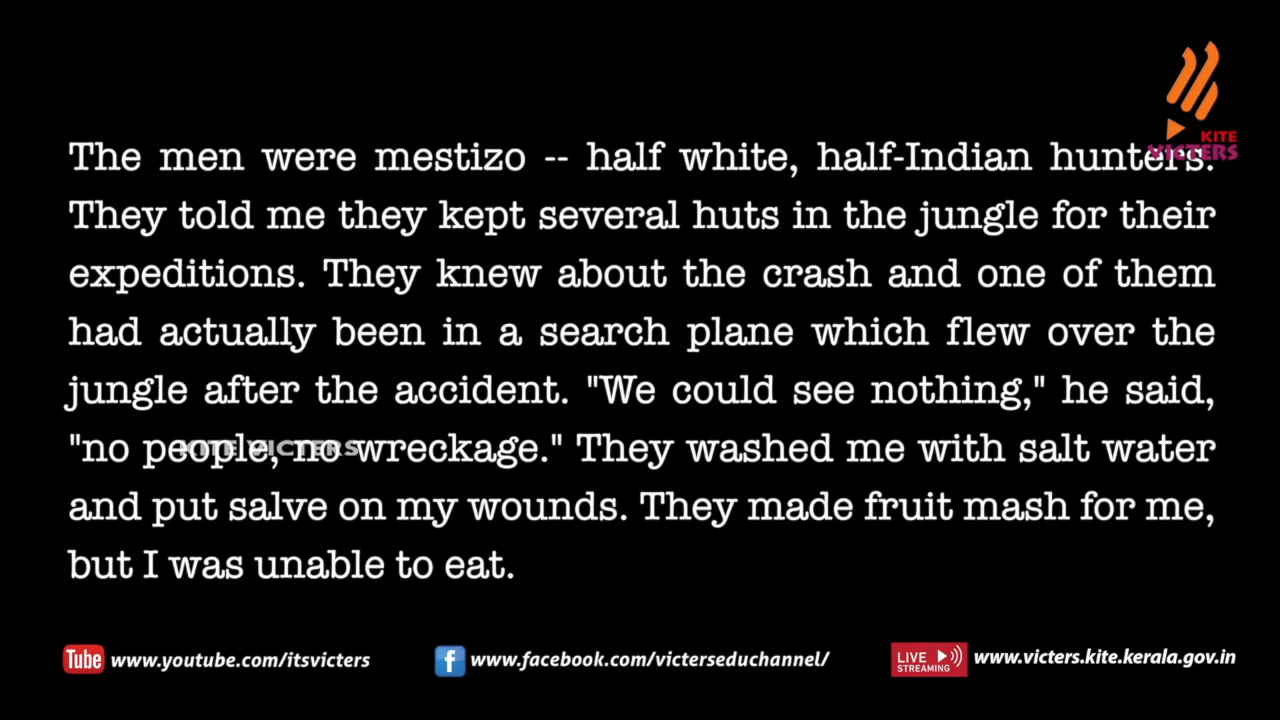 KITE
VICTERS
The men were mestizo -- half white, half-Indian hunters.
They told me they kept several huts in the jungle for their
expeditions. They knew about the crash and one of them
had actually been in a search plane which flew over the
jungle after the accident. "We could see nothing," he said,
"no people, no wreckage." They washed me with salt water
and put salve on my wounds. They made fruit mash for me,
but I was unable to eat.
KITE VICTERS
Tube www.youtube.com/itsvicters
f www.facebook.com/victerseduchannel/
LIVE
STREAMING
www.victers.kite.kerala.gov.in